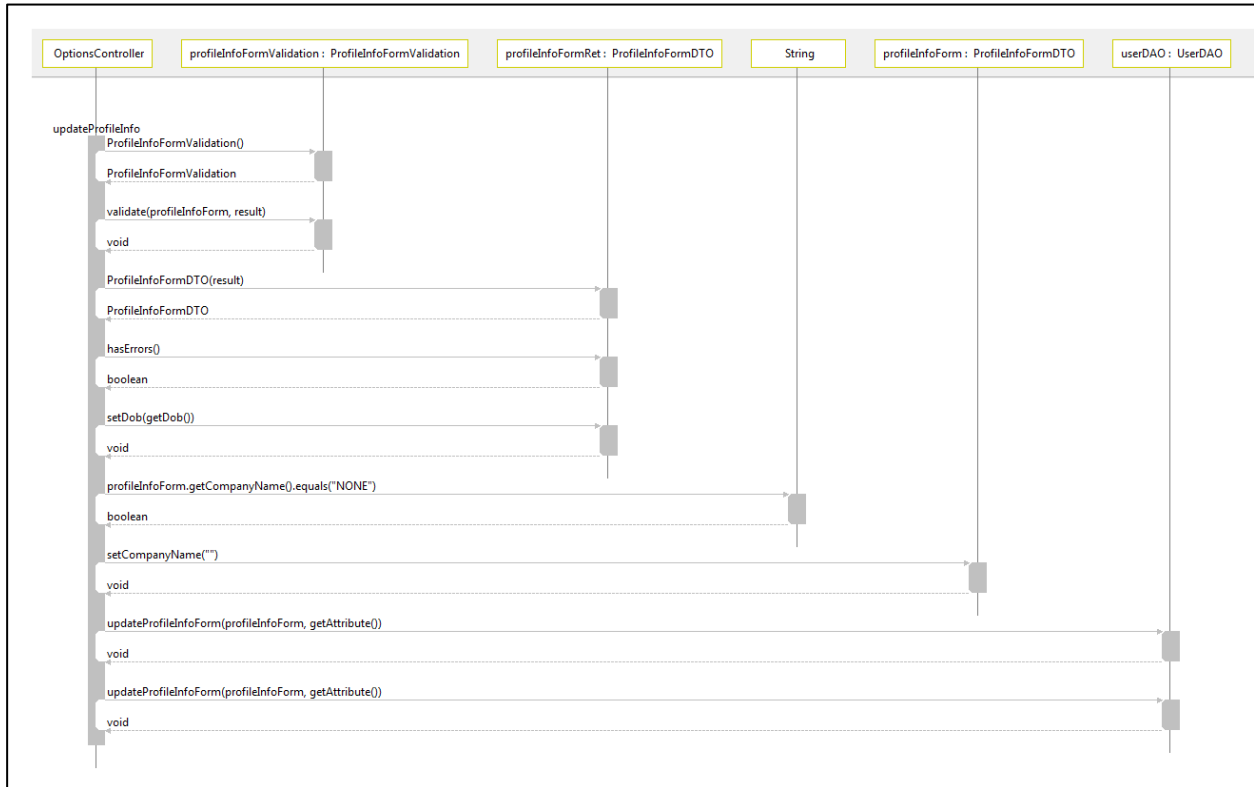 OptionsController
profileInfoFormValidation : ProfileInfoFormValidation
profileInfoFormRet : ProfileInfoFormDTO
String
profileInfoForm : ProfileInfoFormDTO
userDAO : UserDAO
updateProfileInfo
ProfileInfoFormValidation()
ProfileInfoFormValidation
validate(profileInfoForm, result)
void
ProfileInfoFormDTO(result)
ProfileInfoFormDTO
hasErrors()
boolean
setDob(getDob())
void
profileInfoForm.getCompanyName().equals("NONE")
boolean
setCompanyName("")
void
updateProfileInfoForm(profileInfoForm, getAttribute())
void
updateProfileInfoForm(profileInfoForm, getAttribute())
void